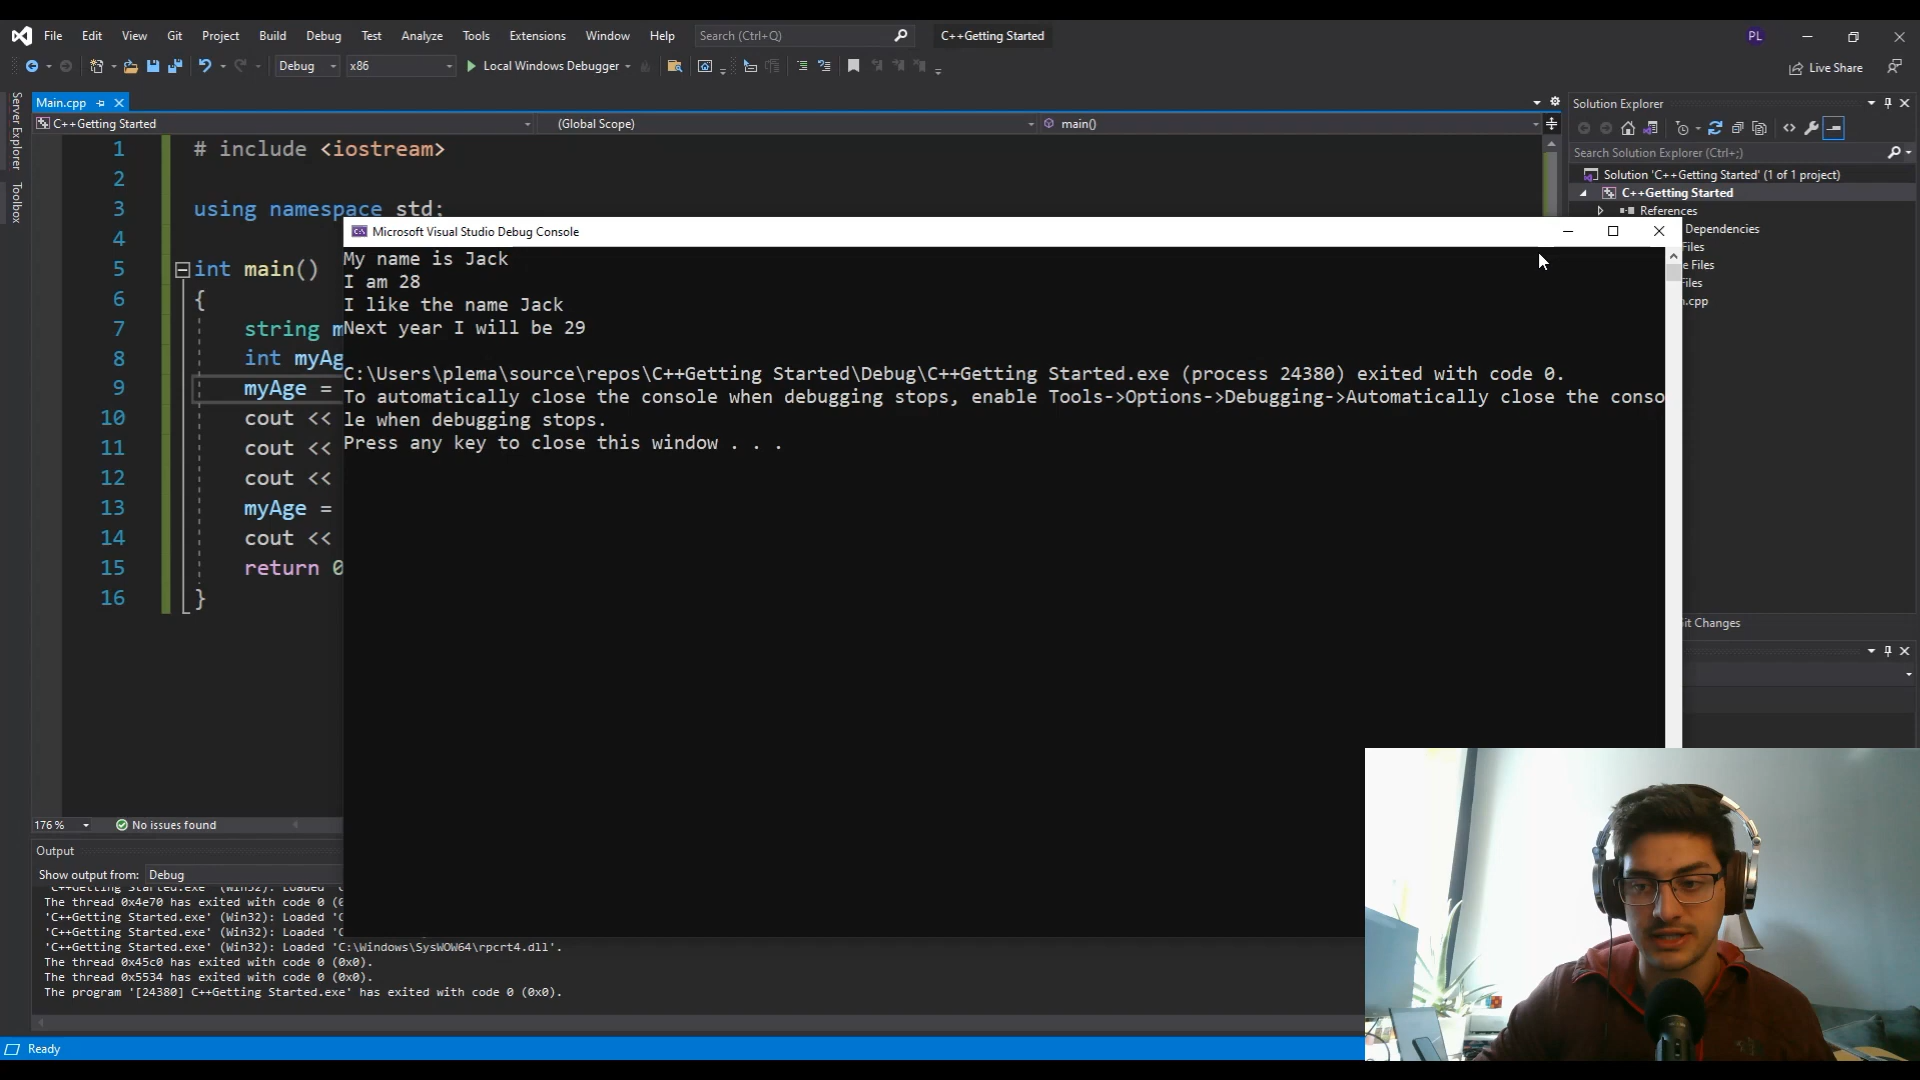 File Edit View Git Project Build Debug Test Analyze Tools Extensions Window Help Search (Ctrl+Q) C++Getting Started PL
Debug x86 Local Windows Debugger Live Share
Server Explorer
Toolbox
Main.cpp
C++Getting Started (Global Scope) main()
1 # include <iostream>
2
3 using namespace std;
4
5 int main()
6 {
7 string
8 int
9 myAge =
10 cout <<
11 cout <<
12 cout <<
13 myAge =
14 cout <<
15 return
16 }
Microsoft Visual Studio Debug Console
My name is Jack
I am 28
I like the name Jack
Next year I will be 29
C:\Users\plema\source\repos\C++Getting Started\Debug\C++Getting Started.exe (process 24380) exited with code 0.
To automatically close the console when debugging stops, enable Tools->Options->Debugging->Automatically close the conso
le when debugging stops.
Press any key to close this window . . .
Solution Explorer
Search Solution Explorer (Ctrl+;)
Solution 'C++Getting Started' (1 of 1 project)
C++Getting Started
References
Dependencies
Files
Files
Changes
176 % No issues found
Output
Show output from: Debug
The thread 0x4e70 has exited with code 0
'C++Getting Started.exe' (Win32): Loaded
'C++Getting Started.exe' (Win32): Loaded
'C++Getting Started.exe' (Win32): Loaded 'C:\Windows\SysWOW64\rpcrt4.dll'.
The thread 0x45c0 has exited with code 0 (0x0).
The thread 0x5534 has exited with code 0 (0x0).
The program '[24380] C++Getting Started.exe' has exited with code 0 (0x0).
Ready